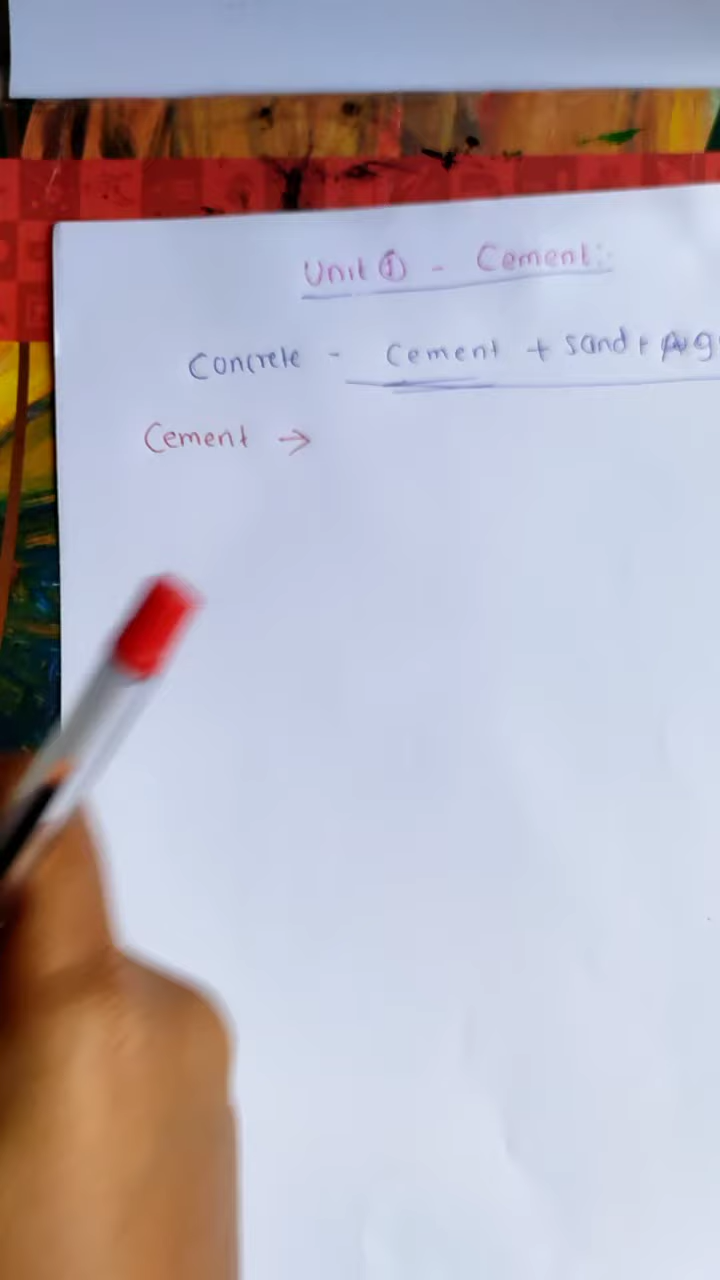 Unit ① - Cement:
Concrete - Cement + Sand +
Cement →